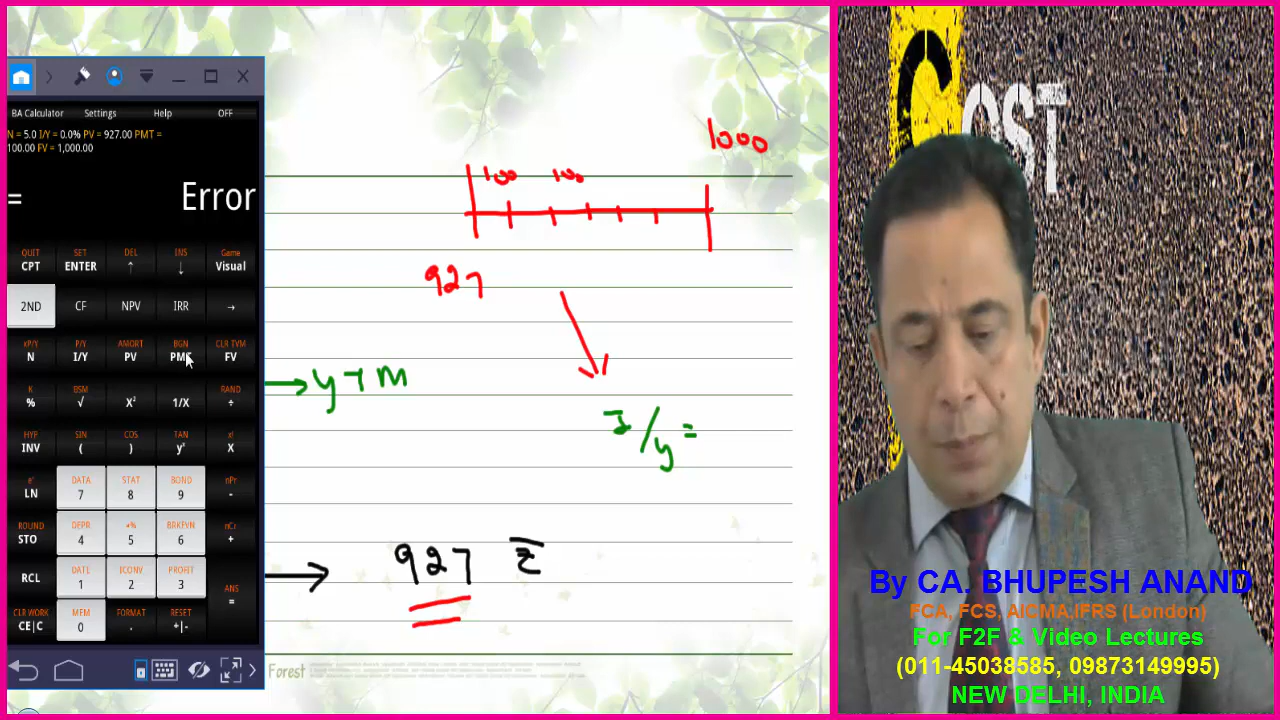 BA Calculator Settings Help OFF
N = 5.0 I/Y = 0.0% PV = 927.00 PMT =
100.00 FV = 1,000.00
= Error
QUIT SET DEL INS Game
CPT ENTER ↑ ↓ Visual
2ND CF NPV IRR →
xP/Y P/Y AMORT BGN CLR TVM
N I/Y PV PMT FV
K BSM RAND
% √ X² 1/X ÷
HYP SIN COS TAN x!
INV ( ) yˣ X
DATA STAT BOND nPr
LN 7 8 9 -
ROUND DEPR BRKEVN nCr
STO 4 5 6 +
DATE ICONV PROFIT ANS
RCL 1 2 3 =
CLR WORK MEM FORMAT RESET
CE|C 0 . +|-
1000
100 100
927
→ y T M
I/y =
→ 927
Forest
COST
By CA. BHUPESH ANAND
FCA, FCS, AICMA,IFRS (London)
For F2F & Video Lectures
(011-45038585, 09873149995)
NEW DELHI, INDIA